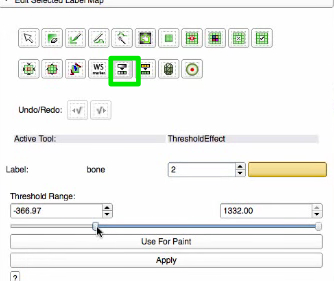 Edit Selected Label Map
WS
marker
Undo/Redo:
Active Tool: ThresholdEffect
Label: bone 2
Threshold Range:
-366.97 1332.00
Use For Paint
Apply
?